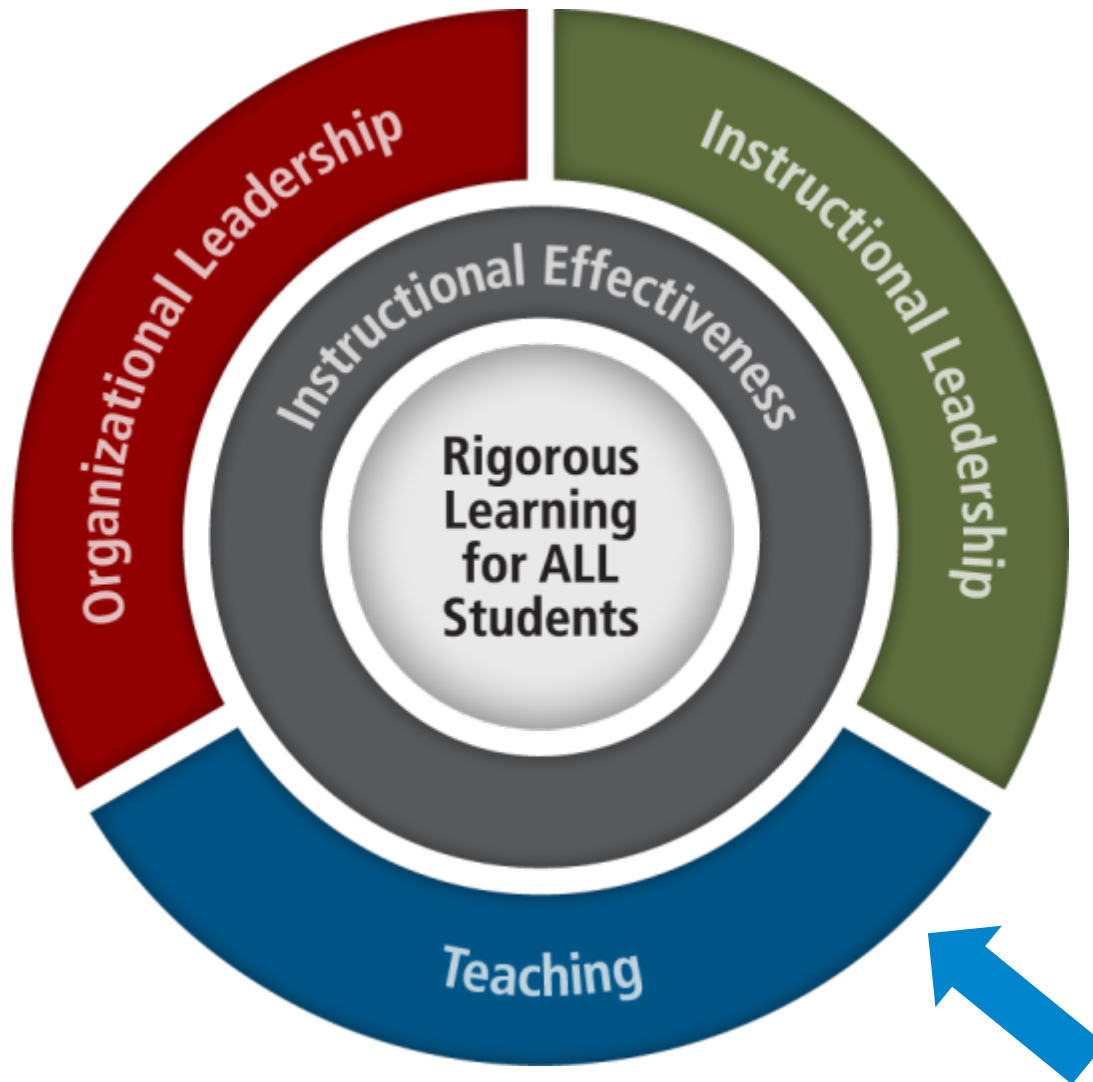 Organizational Leadership
Instructional Leadership
Instructional Effectiveness
Rigorous
Learning
for ALL
Students
Teaching